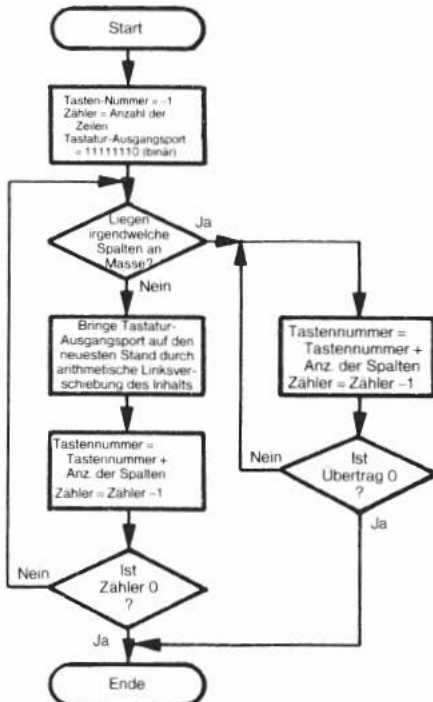 Start
Tasten-Nummer = -1
Zähler = Anzahl der
Zeilen
Tastatur-Ausgangsport
= 11111110 (binär)
Liegen
irgendwelche
Spalten an
Masse?
Ja
Nein
Bringe Tastatur-
Ausgangsport auf den
neuesten Stand durch
arithmetische Linksver-
schiebung des Inhalts
Tastennummer =
Tastennummer +
Anz. der Spalten
Zähler = Zähler -1
Ist
Zähler 0
?
Nein
Ja
Tastennummer =
Tastennummer +
Anz. der Spalten
Zähler = Zähler -1
Ist
Übertrag 0
?
Nein
Ja
Ende